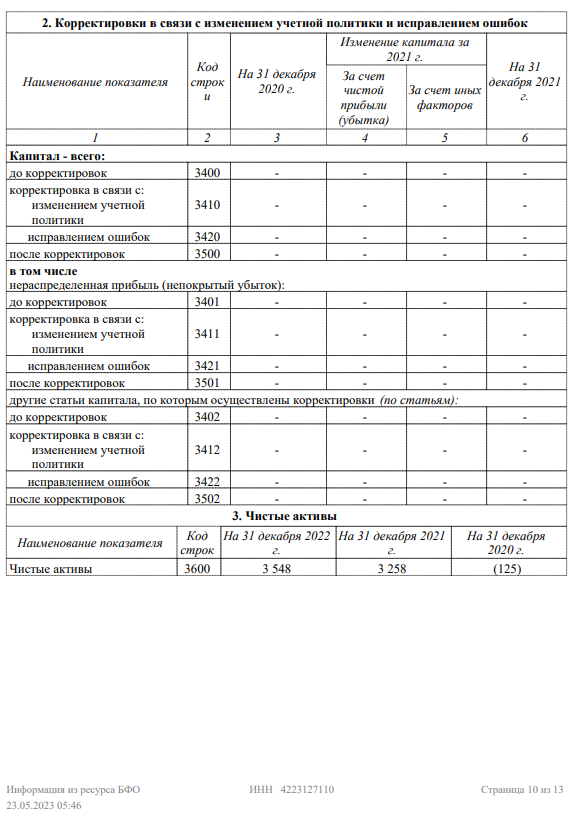 2. Корректировки в связи с изменением учетной политики и исправлением ошибок
Наименование показателя
Код
строк
и
На 31 декабря
2020 г.
Изменение капитала за
2021 г.
На 31
декабря 2021
г.
За счет
чистой
прибыли
(убытка)
За счет иных
факторов
1 2 3 4 5 6
Капитал - всего:
до корректировок 3400 - - - -
корректировка в связи с:
изменением учетной
политики
3410 - - - -
исправлением ошибок 3420 - - - -
после корректировок 3500 - - - -
в том числе
нераспределенная прибыль (непокрытый убыток):
до корректировок 3401 - - - -
корректировка в связи с:
изменением учетной
политики
3411 - - - -
исправлением ошибок 3421 - - - -
после корректировок 3501 - - - -
другие статьи капитала, по которым осуществлены корректировки (по статьям):
до корректировок 3402 - - - -
корректировка в связи с:
изменением учетной
политики
3412 - - - -
исправлением ошибок 3422 - - - -
после корректировок 3502 - - - -
3. Чистые активы
Наименование показателя
Код
строк
На 31 декабря 2022
г.
На 31 декабря 2021
г.
На 31 декабря
2020 г.
Чистые активы 3600 3 548 3 258 (125)
Информация из ресурса БФО ИНН 4223127110 Страница 10 из 13
23.05.2023 05:46